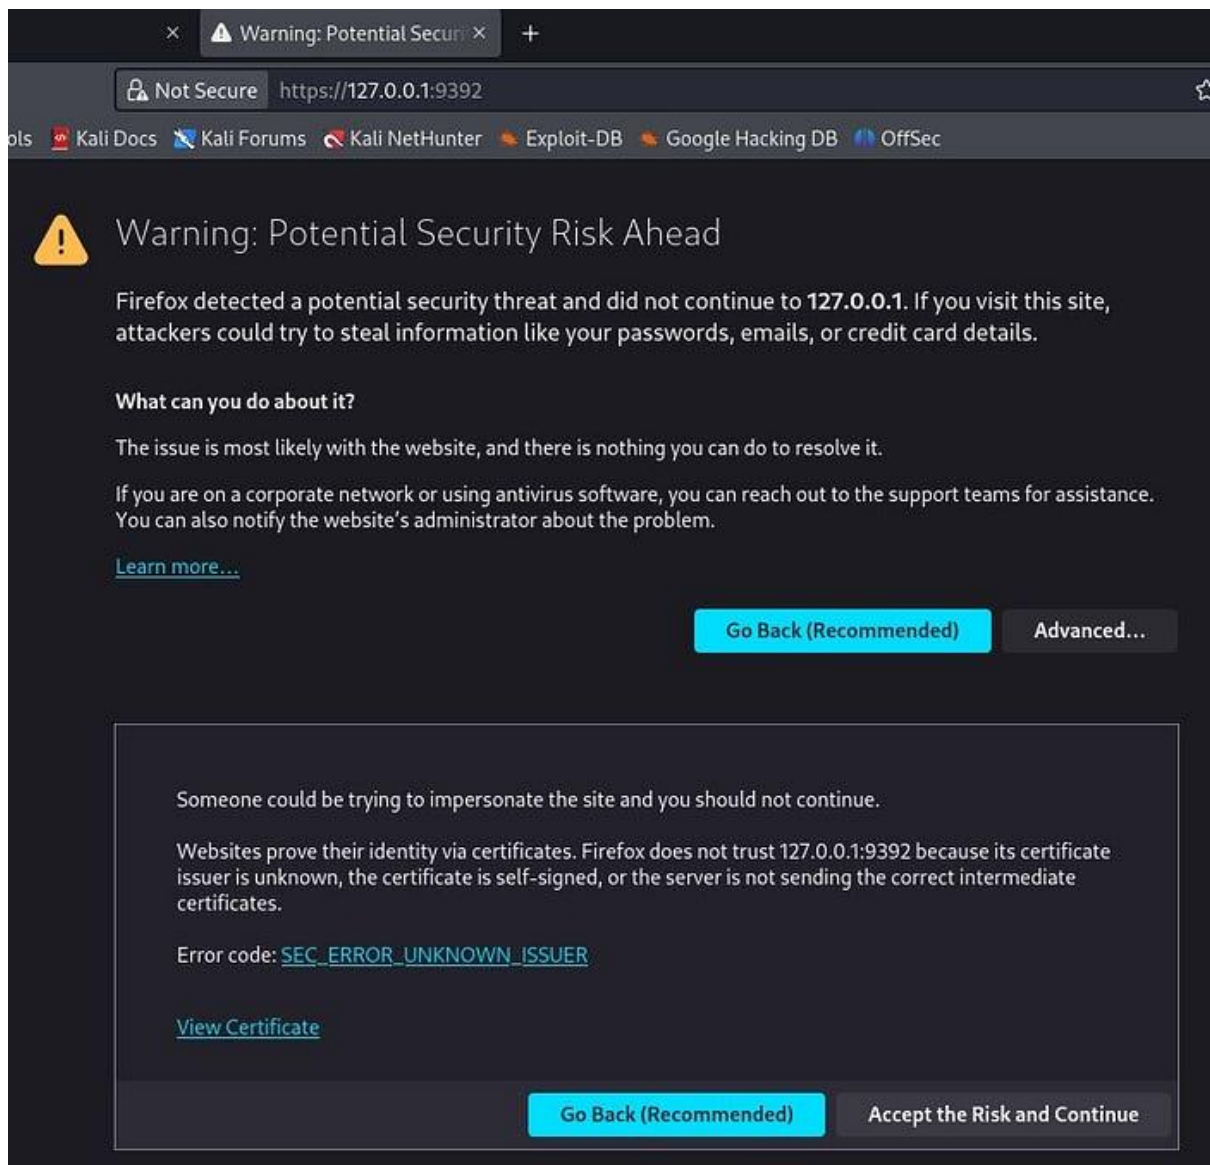 Warning: Potential Securi
Not Secure https://127.0.0.1:9392
ols Kali Docs Kali Forums Kali NetHunter Exploit-DB Google Hacking DB OffSec
Warning: Potential Security Risk Ahead
Firefox detected a potential security threat and did not continue to 127.0.0.1. If you visit this site,
attackers could try to steal information like your passwords, emails, or credit card details.
What can you do about it?
The issue is most likely with the website, and there is nothing you can do to resolve it.
If you are on a corporate network or using antivirus software, you can reach out to the support teams for assistance.
You can also notify the website's administrator about the problem.
Learn more...
Go Back (Recommended) Advanced...
Someone could be trying to impersonate the site and you should not continue.
Websites prove their identity via certificates. Firefox does not trust 127.0.0.1:9392 because its certificate
issuer is unknown, the certificate is self-signed, or the server is not sending the correct intermediate
certificates.
Error code: SEC_ERROR_UNKNOWN_ISSUER
View Certificate
Go Back (Recommended) Accept the Risk and Continue